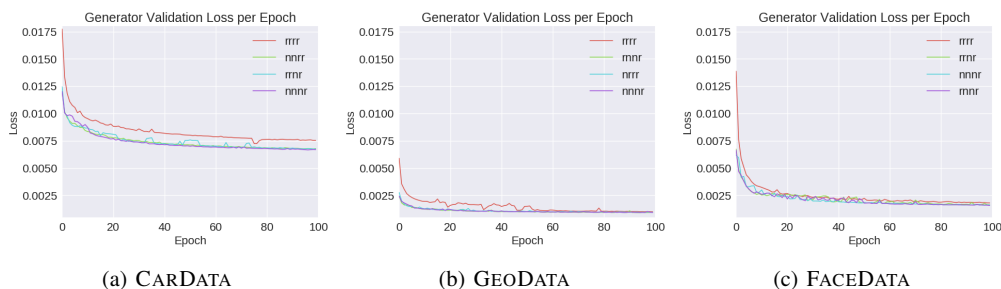 Generator Validation Loss per Epoch
0.0175
0.0150
0.0125
0.0100
0.0075
0.0050
0.0025
Loss
rrrr
nnrr
rrnr
nnnr
0 20 40 60 80 100
Epoch
(a) CARDATA
Generator Validation Loss per Epoch
0.0175
0.0150
0.0125
0.0100
0.0075
0.0050
0.0025
Loss
rrrr
nnrr
nrrr
nnnr
0 20 40 60 80 100
Epoch
(b) GEODATA
Generator Validation Loss per Epoch
0.0175
0.0150
0.0125
0.0100
0.0075
0.0050
0.0025
Loss
rrrr
rrnr
nnnr
rnnr
0 20 40 60 80 100
Epoch
(c) FACEDATA